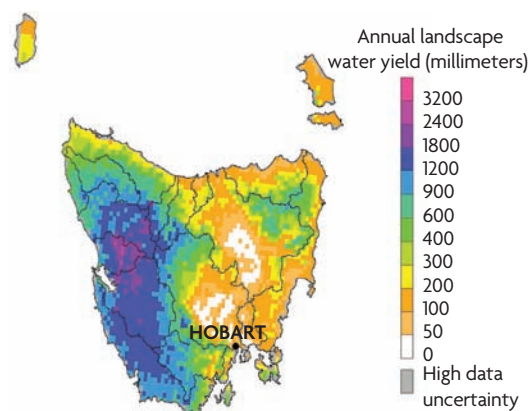 Annual landscape
water yield (millimeters)
3200
2400
1800
1200
900
600
400
300
200
100
50
0
High data
uncertainty
HOBART